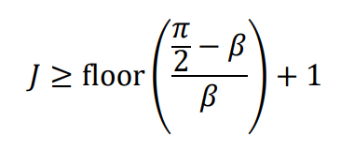 J ≥ floor((π/2 − β)/β) + 1